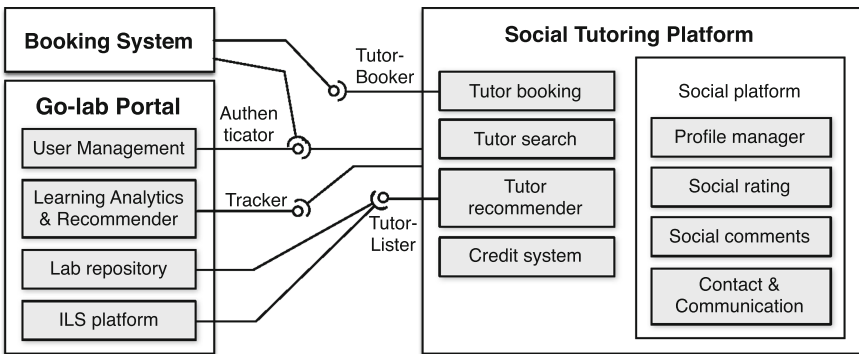 Booking System
Go-lab Portal
User Management
Learning Analytics
& Recommender
Lab repository
ILS platform
Tutor-
Booker
Authen
ticator
Tracker
Tutor-
Lister
Social Tutoring Platform
Tutor booking
Tutor search
Tutor
recommender
Credit system
Social platform
Profile manager
Social rating
Social comments
Contact &
Communication